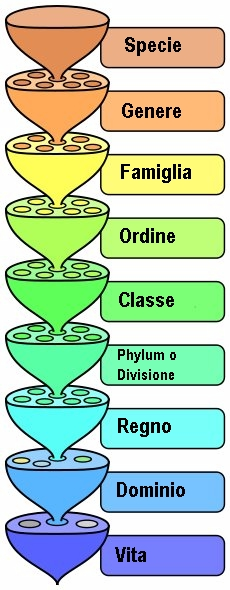 Specie
Genere
Famiglia
Ordine
Classe
Phylum o
Divisione
Regno
Dominio
Vita